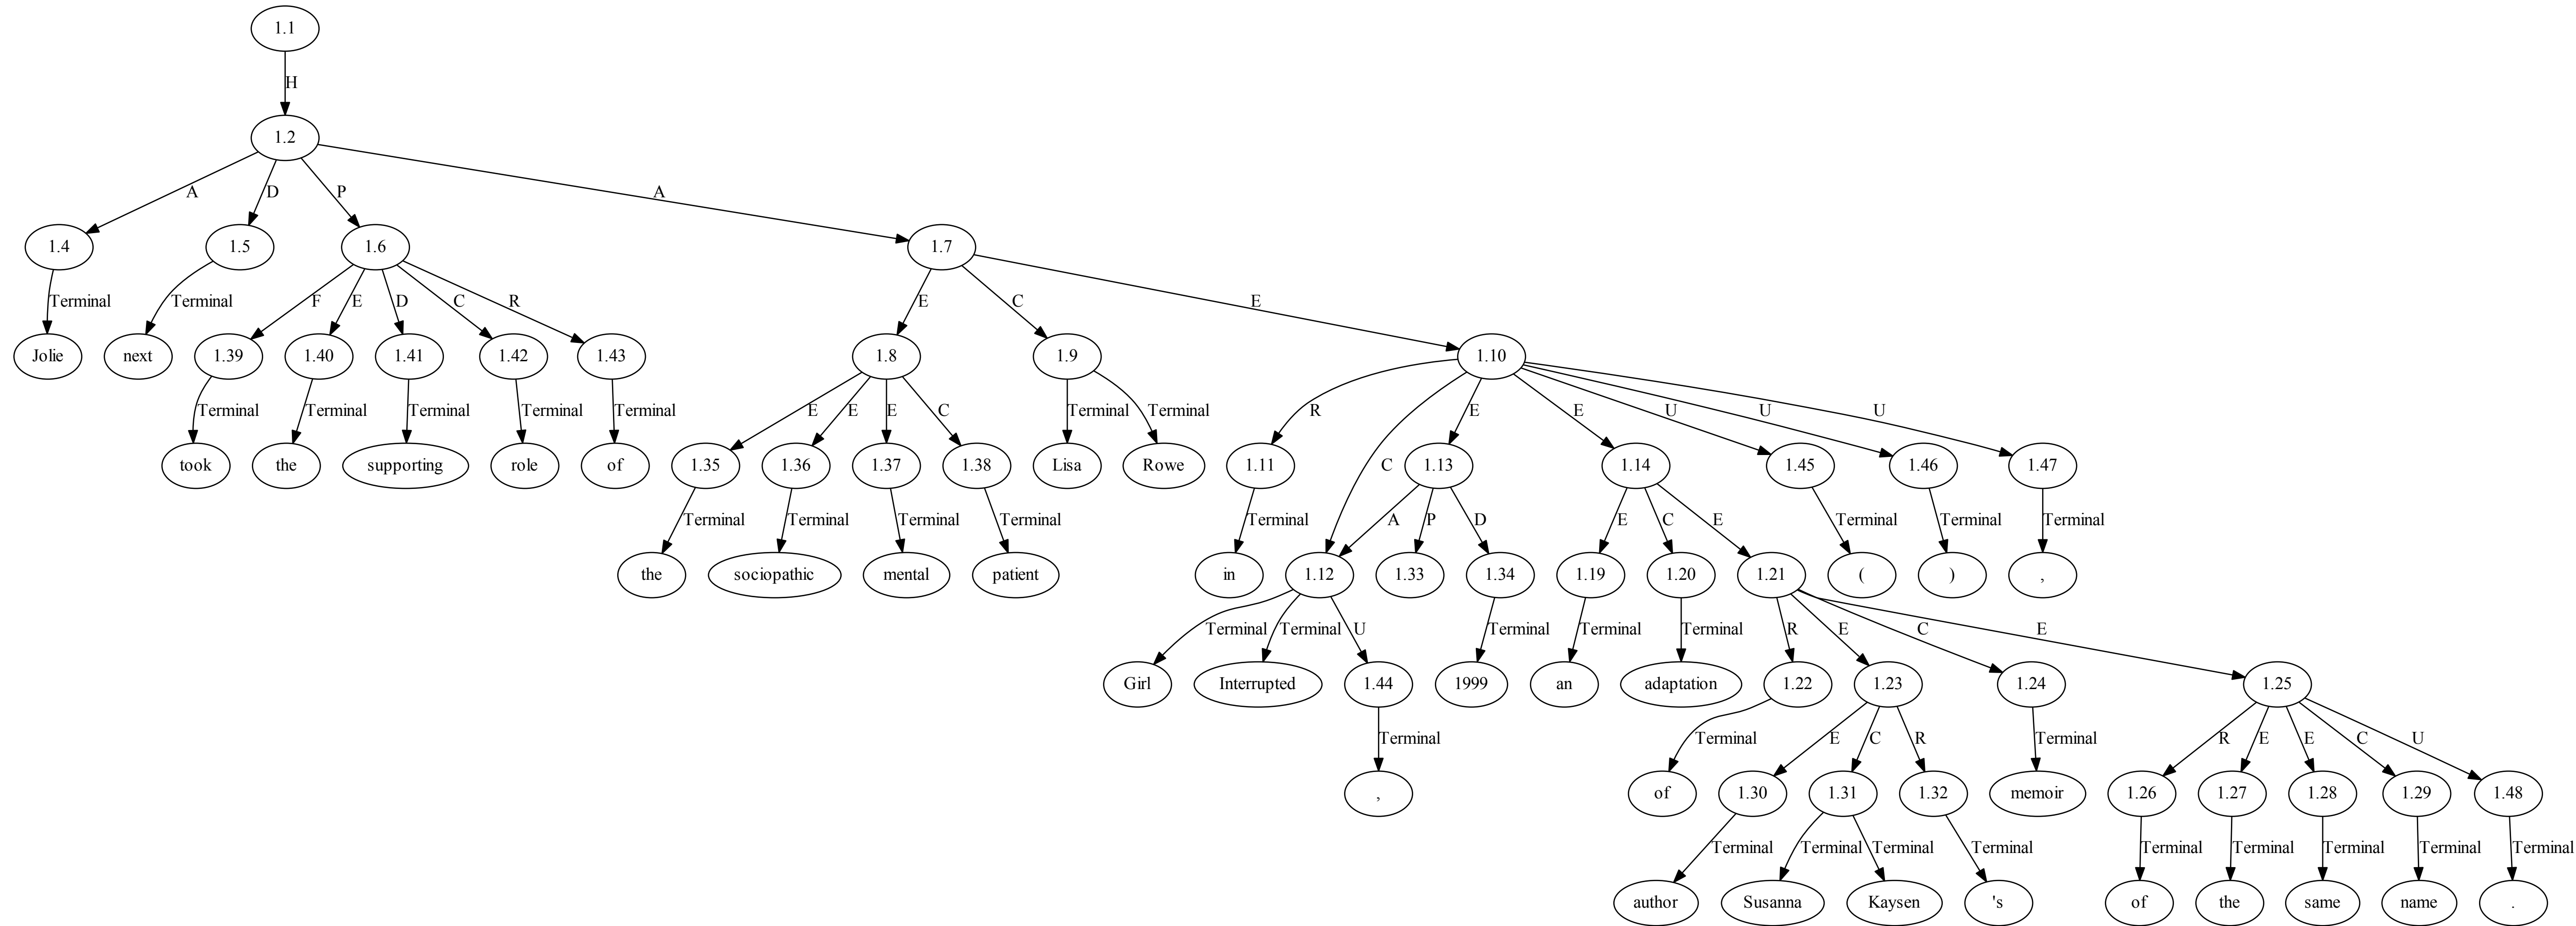 1.1
H
1.2
A D P A
1.4 1.5 1.6 1.7
Terminal Terminal F E D C R E C E
Jolie next 1.39 1.40 1.41 1.42 1.43 1.8 1.9 1.10
Terminal Terminal Terminal Terminal Terminal E E E C Terminal Terminal R C E E U U U
took the supporting role of 1.35 1.36 1.37 1.38 Lisa Rowe 1.11 1.13 1.14 1.45 1.46 1.47
Terminal Terminal Terminal Terminal Terminal A P D E C E Terminal Terminal Terminal
the sociopathic mental patient in 1.12 1.33 1.34 1.19 1.20 1.21 ( ) ,
Terminal Terminal U Terminal Terminal Terminal R E C E
Girl Interrupted 1.44 1999 an adaptation 1.22 1.23 1.24 1.25
Terminal Terminal E C R Terminal R E E C U
, of 1.30 1.31 1.32 memoir 1.26 1.27 1.28 1.29 1.48
Terminal Terminal Terminal Terminal Terminal Terminal Terminal Terminal Terminal
author Susanna Kaysen 's of the same name .